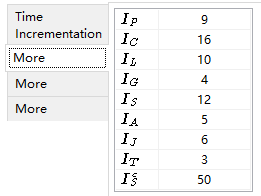 Time
Incrementation
More
More
More
I_P 9
I_C 16
I_L 10
I_G 4
I_S 12
I_A 5
I_J 6
I_T 3
I_S^c 50